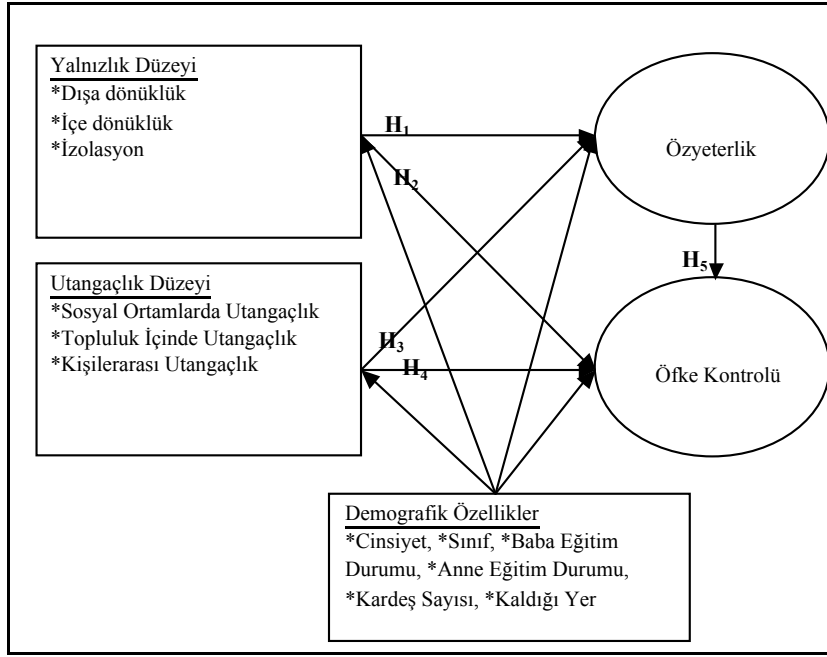 Yalnızlık Düzeyi
*Dışa dönüklük
*İçe dönüklük
*İzolasyon
H1
H2
Özyeterlik
H5
Utangaçlık Düzeyi
*Sosyal Ortamlarda Utangaçlık
*Topluluk İçinde Utangaçlık
*Kişilerarası Utangaçlık
H3
H4
Öfke Kontrolü
Demografik Özellikler
*Cinsiyet, *Sınıf, *Baba Eğitim
Durumu, *Anne Eğitim Durumu,
*Kardeş Sayısı, *Kaldığı Yer